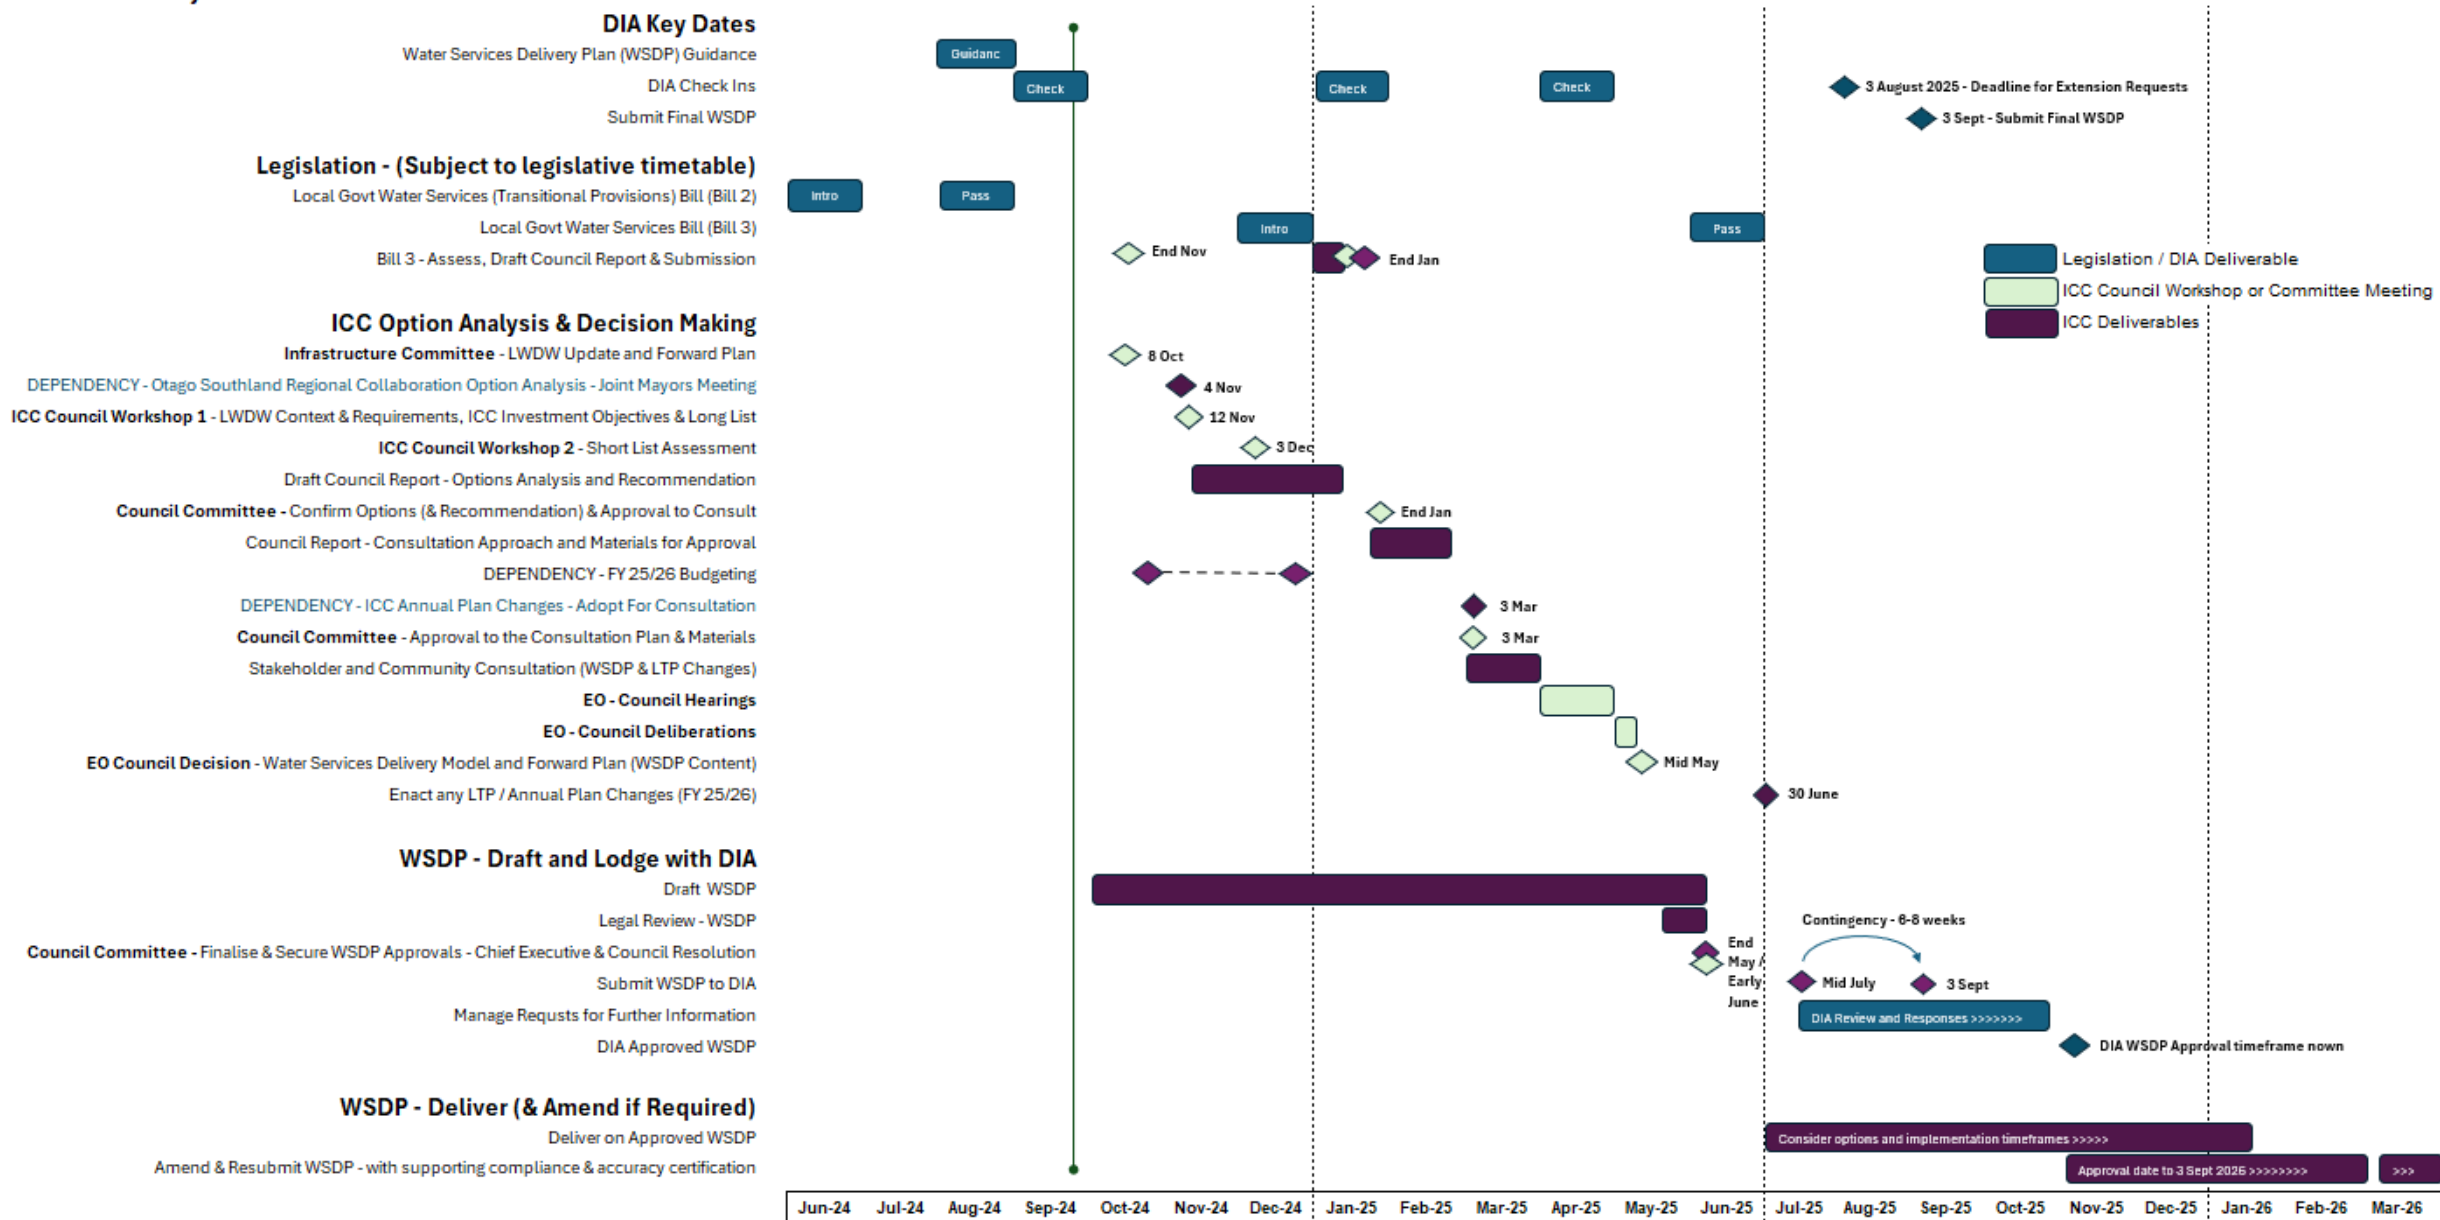 DIA Key Dates
Water Services Delivery Plan (WSDP) Guidance
Guidanc
DIA Check Ins
Check
Check
Check
3 August 2025 - Deadline for Extension Requests
Submit Final WSDP
3 Sept - Submit Final WSDP
Legislation - (Subject to legislative timetable)
Local Govt Water Services (Transitional Provisions) Bill (Bill 2)
Intro
Pass
Local Govt Water Services Bill (Bill 3)
Intro
Pass
Bill 3 - Assess, Draft Council Report & Submission
End Nov
End Jan
Legislation / DIA Deliverable
ICC Council Workshop or Committee Meeting
ICC Deliverables
ICC Option Analysis & Decision Making
Infrastructure Committee - LWDW Update and Forward Plan
8 Oct
DEPENDENCY - Otago Southland Regional Collaboration Option Analysis - Joint Mayors Meeting
4 Nov
ICC Council Workshop 1 - LWDW Context & Requirements, ICC Investment Objectives & Long List
12 Nov
ICC Council Workshop 2 - Short List Assessment
3 Dec
Draft Council Report - Options Analysis and Recommendation
Council Committee - Confirm Options (& Recommendation) & Approval to Consult
End Jan
Council Report - Consultation Approach and Materials for Approval
DEPENDENCY - FY 25/26 Budgeting
DEPENDENCY - ICC Annual Plan Changes - Adopt For Consultation
3 Mar
Council Committee - Approval to the Consultation Plan & Materials
3 Mar
Stakeholder and Community Consultation (WSDP & LTP Changes)
EO - Council Hearings
EO - Council Deliberations
EO Council Decision - Water Services Delivery Model and Forward Plan (WSDP Content)
Mid May
Enact any LTP / Annual Plan Changes (FY 25/26)
30 June
WSDP - Draft and Lodge with DIA
Draft WSDP
Legal Review - WSDP
Contingency - 6-8 weeks
Council Committee - Finalise & Secure WSDP Approvals - Chief Executive & Council Resolution
End
May /
Early
June
Submit WSDP to DIA
Mid July
3 Sept
Manage Requsts for Further Information
DIA Review and Responses >>>>>>>
DIA Approved WSDP
DIA WSDP Approval timeframe nown
WSDP - Deliver (& Amend if Required)
Deliver on Approved WSDP
Consider options and implementation timeframes >>>>>
Amend & Resubmit WSDP - with supporting compliance & accuracy certification
Approval date to 3 Sept 2026 >>>>>>>>
>>>
Jun-24 Jul-24 Aug-24 Sep-24 Oct-24 Nov-24 Dec-24 Jan-25 Feb-25 Mar-25 Apr-25 May-25 Jun-25 Jul-25 Aug-25 Sep-25 Oct-25 Nov-25 Dec-25 Jan-26 Feb-26 Mar-26